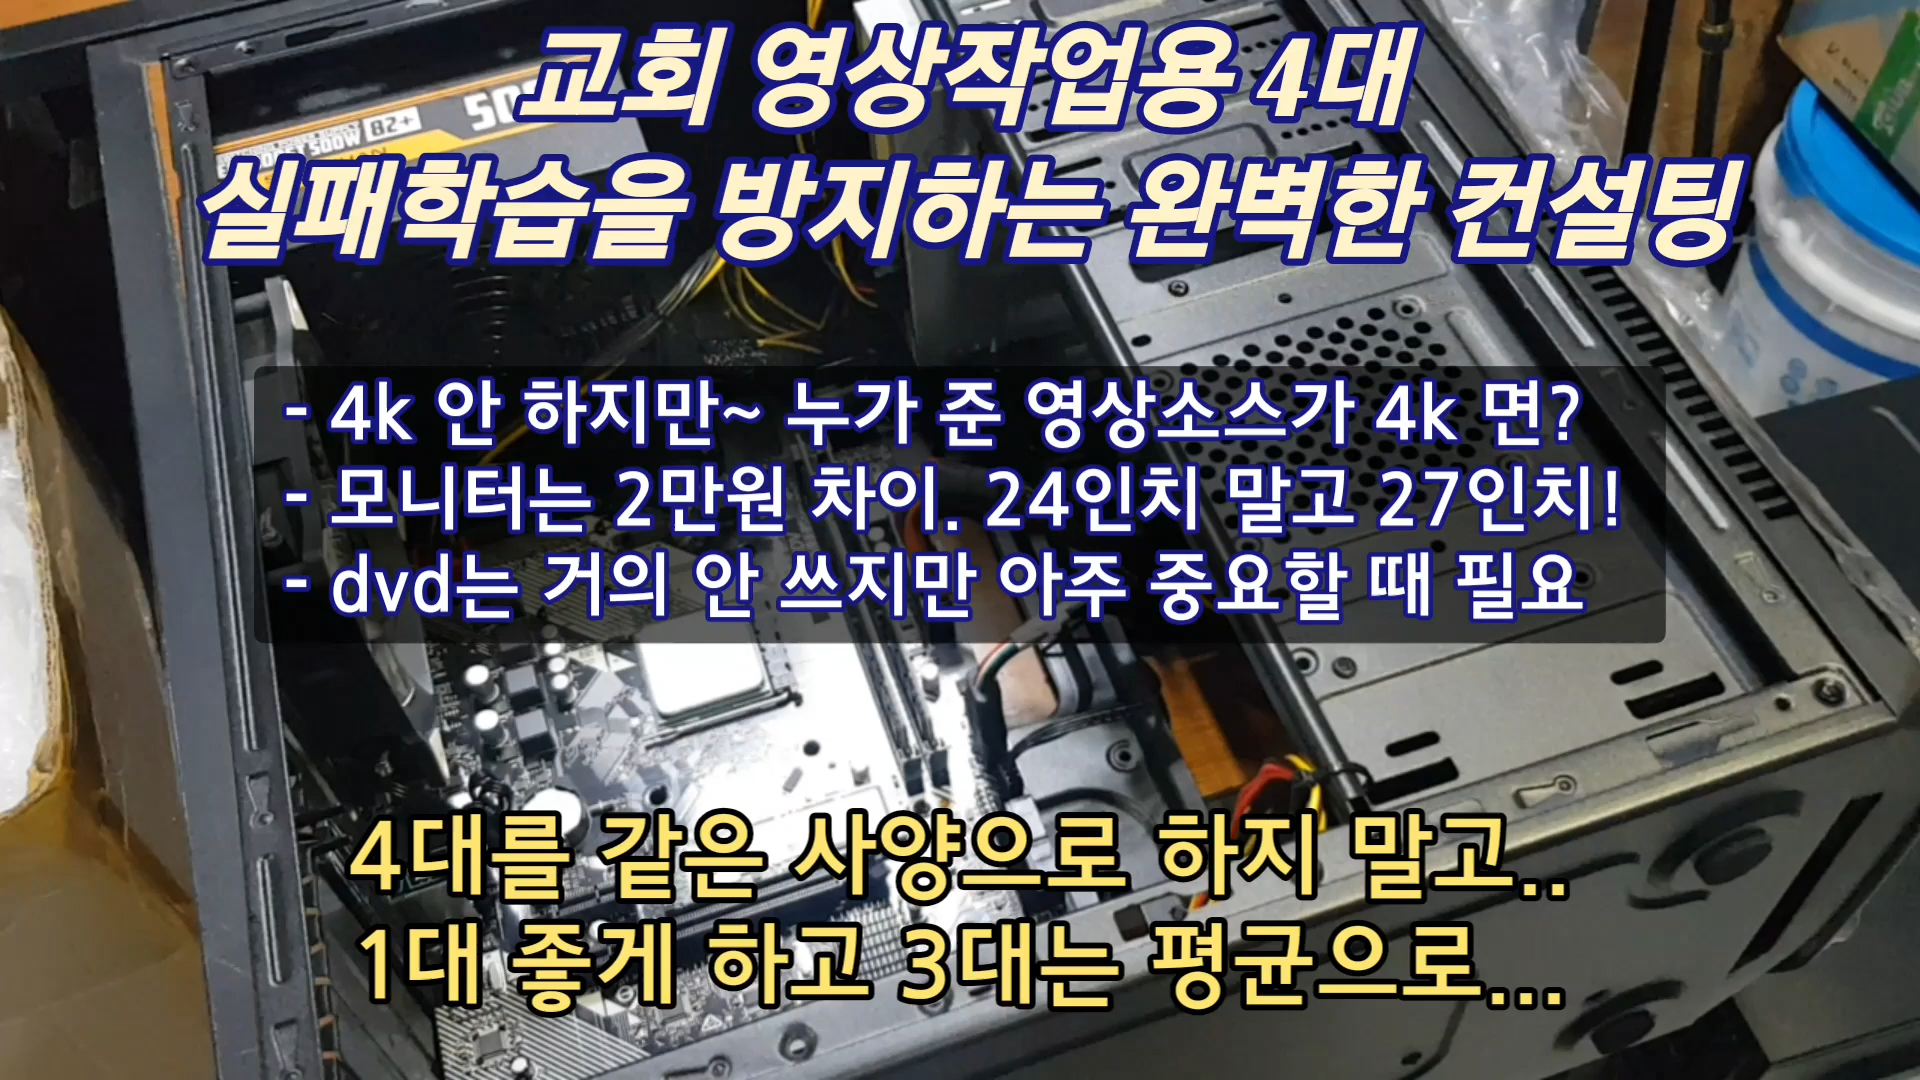 교회 영상작업용 4대
실패학습을 방지하는 완벽한 컨설팅
82+
500W
- 4k 안 하지만~ 누가 준 영상소스가 4k 면?
- 모니터는 2만원 차이. 24인치 말고 27인치!
- dvd는 거의 안 쓰지만 아주 중요할 때 필요
4대를 같은 사양으로 하지 말고..
1대 좋게 하고 3대는 평균으로...